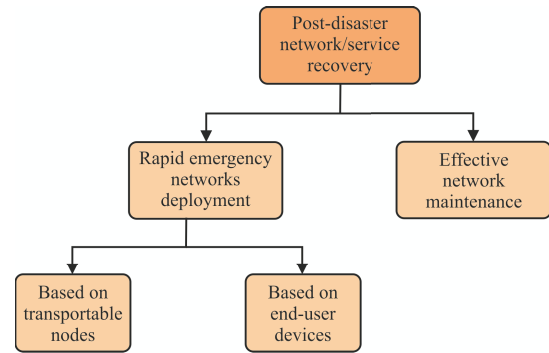 Post-disaster
network/service
recovery
Rapid emergency
networks
deployment
Effective
network
maintenance
Based on
transportable
nodes
Based on
end-user
devices